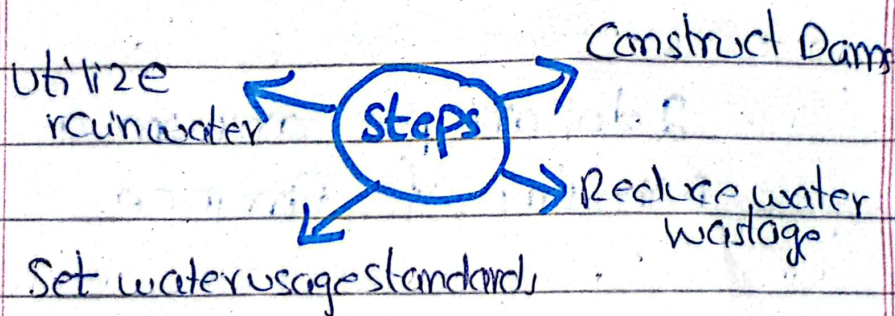 Construct Dams
utilize
rainwater
steps
Reduce water
wastage
Set water usage standards